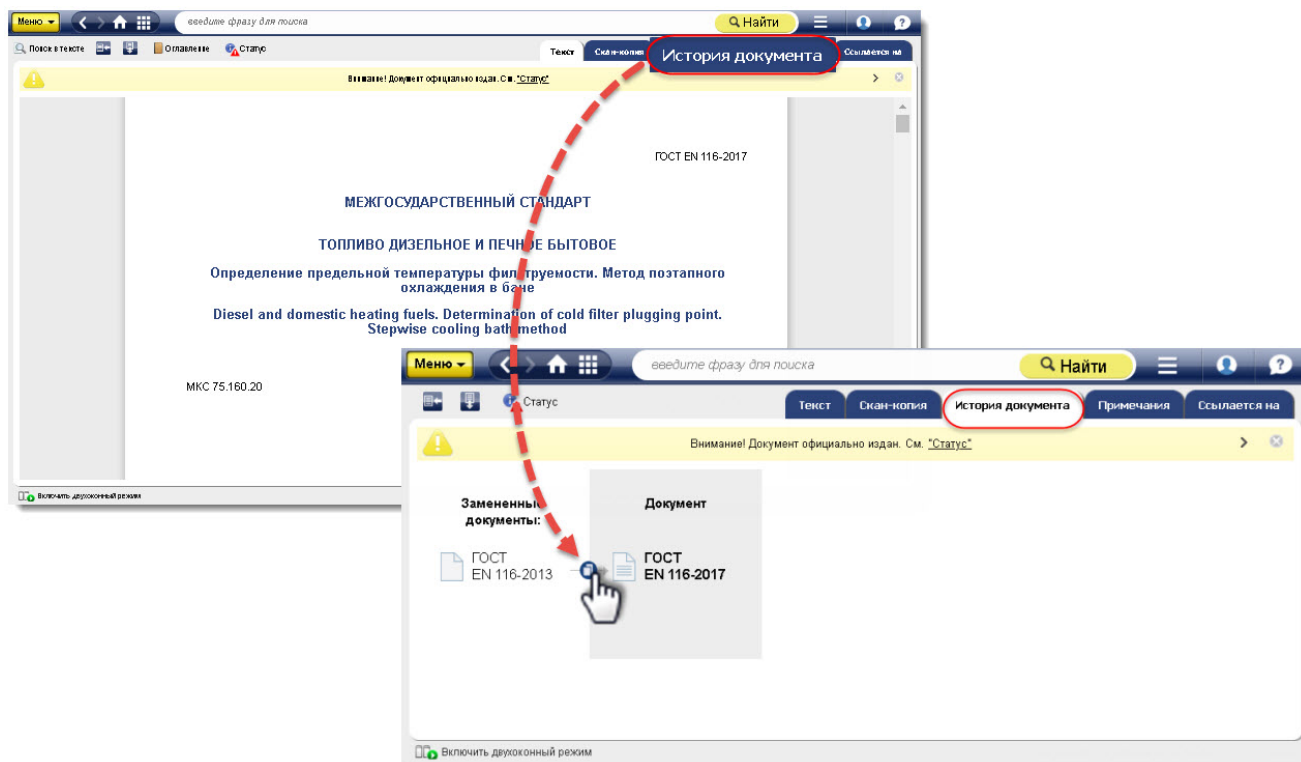 Меню
введите фразу для поиска
Найти
Поиск в тексте
Оглавление
Статус
Текст
Скан-копия
История документа
Ссылается на
Внимание! Документ официально издан. См. "Статус"
ГОСТ EN 116-2017
МЕЖГОСУДАРСТВЕННЫЙ СТАНДАРТ
ТОПЛИВО ДИЗЕЛЬНОЕ И ПЕЧНОЕ БЫТОВОЕ
Определение предельной температуры фильтруемости. Метод поэтапного
охлаждения в бане
Diesel and domestic heating fuels. Determination of cold filter plugging point.
Stepwise cooling bath method
МКС 75.160.20
Включить двухоконный режим
Меню
введите фразу для поиска
Найти
Статус
Текст
Скан-копия
История документа
Примечания
Ссылается на
Внимание! Документ официально издан. См. "Статус"
Замененные
документы:
Документ
ГОСТ
EN 116-2013
ГОСТ
EN 116-2017
Включить двухоконный режим